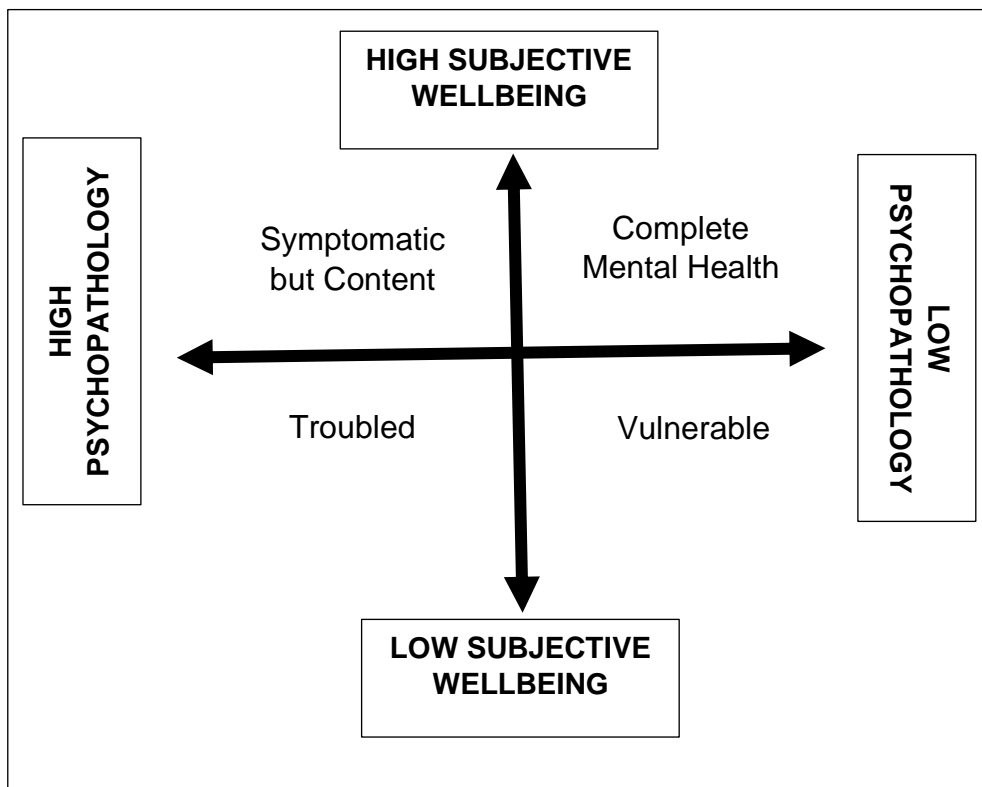 HIGH SUBJECTIVE
WELLBEING
HIGH
PSYCHOPATHOLOGY
Symptomatic
but Content
Complete
Mental Health
LOW
PSYCHOPATHOLOGY
Troubled
Vulnerable
LOW SUBJECTIVE
WELLBEING